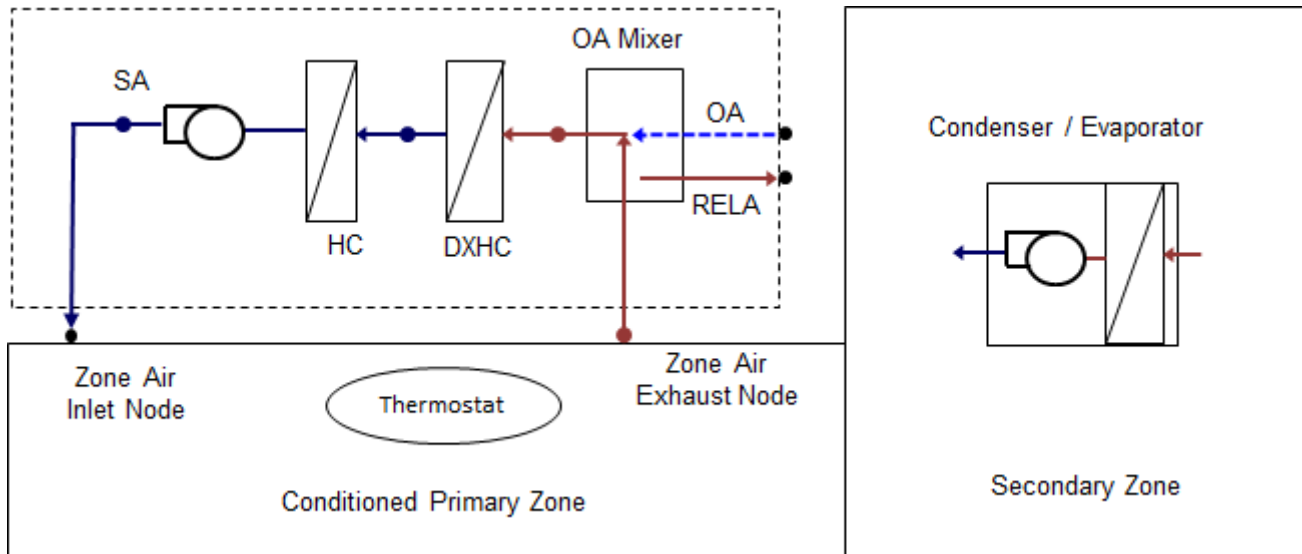 OA Mixer
SA
OA
RELA
HC
DXHC
Condenser / Evaporator
Zone Air
Inlet Node
Thermostat
Zone Air
Exhaust Node
Conditioned Primary Zone
Secondary Zone